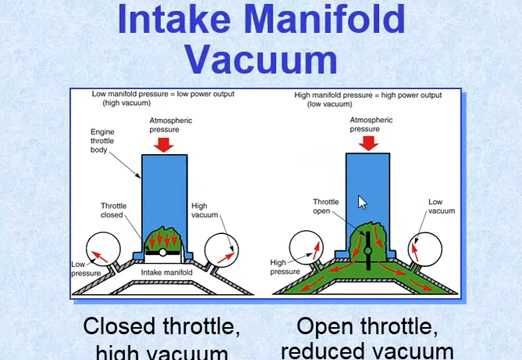 Intake Manifold
Vacuum
Low manifold pressure = low power output
(high vacuum)
High manifold pressure = high power output
(low vacuum)
Atmospheric
pressure
Atmospheric
pressure
Engine
throttle
body
Throttle
closed
High
vacuum
Throttle
open
Low
vacuum
Low
pressure
Intake manifold
High
pressure
Closed throttle,
high vacuum
Open throttle,
reduced vacuum